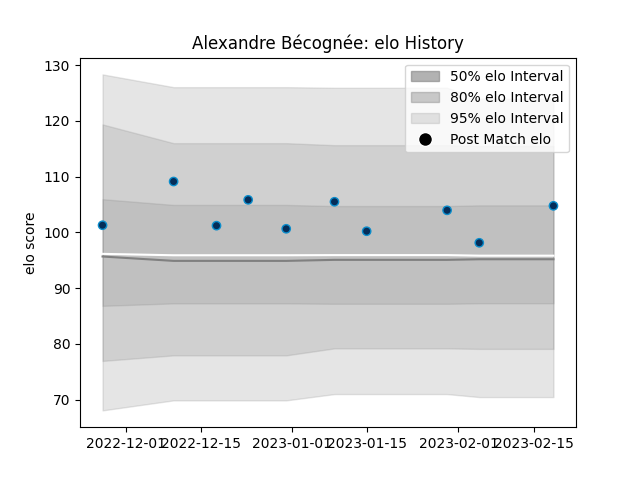 Alexandre Bécognée: elo History
130
120
110
100
90
80
70
elo score
50% elo Interval
80% elo Interval
95% elo Interval
Post Match elo
2022-12-01 2022-12-15 2023-01-01 2023-01-15 2023-02-01 2023-02-15